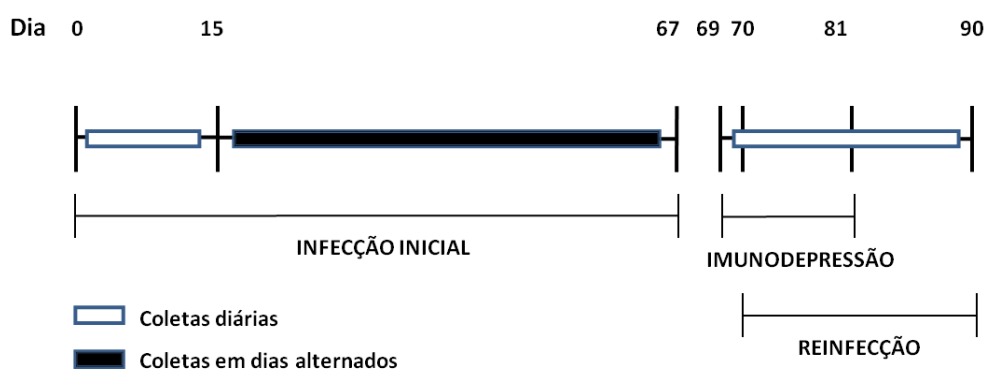 Dia 0 15 67 69 70 81 90
INFECÇÃO INICIAL
IMUNODEPRESSÃO
Coletas diárias
REINFECÇÃO
Coletas em dias alternados